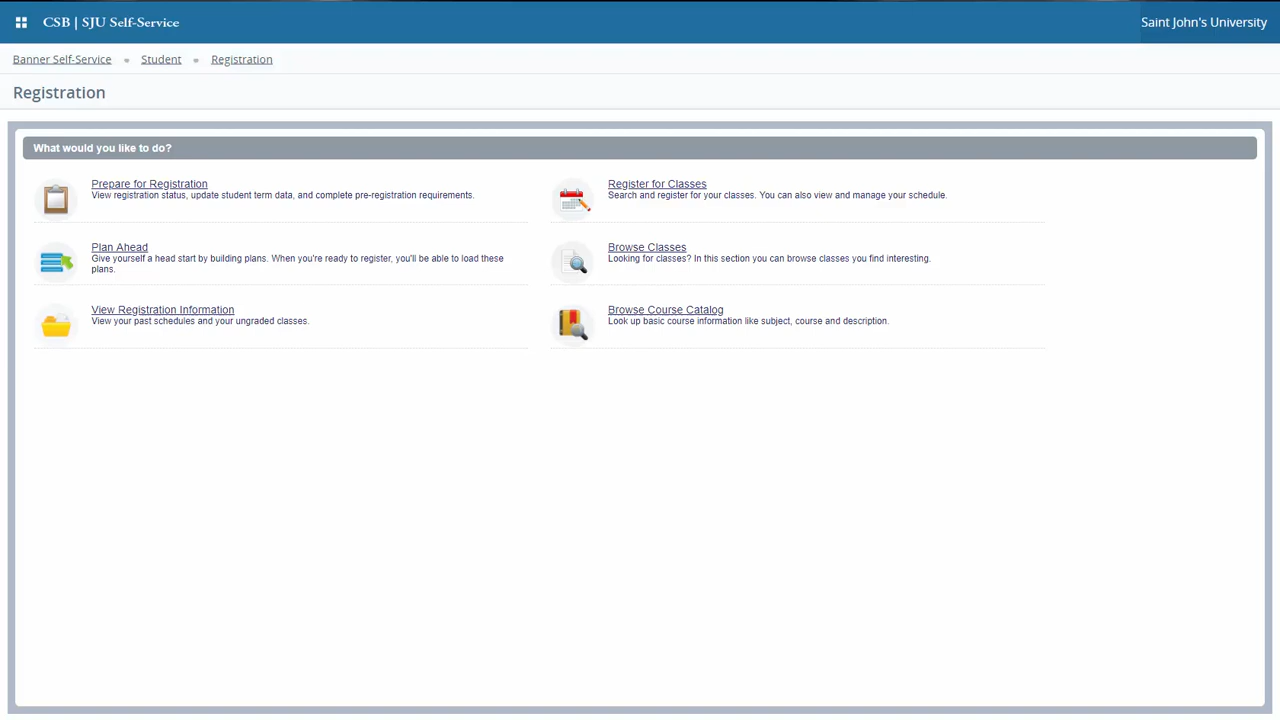 CSB | SJU Self-Service
Saint John's University
Banner Self-Service • Student • Registration
Registration
What would you like to do?
Prepare for Registration
View registration status, update student term data, and complete pre-registration requirements.
Register for Classes
Search and register for your classes. You can also view and manage your schedule.
Plan Ahead
Give yourself a head start by building plans. When you're ready to register, you'll be able to load these
plans.
Browse Classes
Looking for classes? In this section you can browse classes you find interesting.
View Registration Information
View your past schedules and your ungraded classes.
Browse Course Catalog
Look up basic course information like subject, course and description.